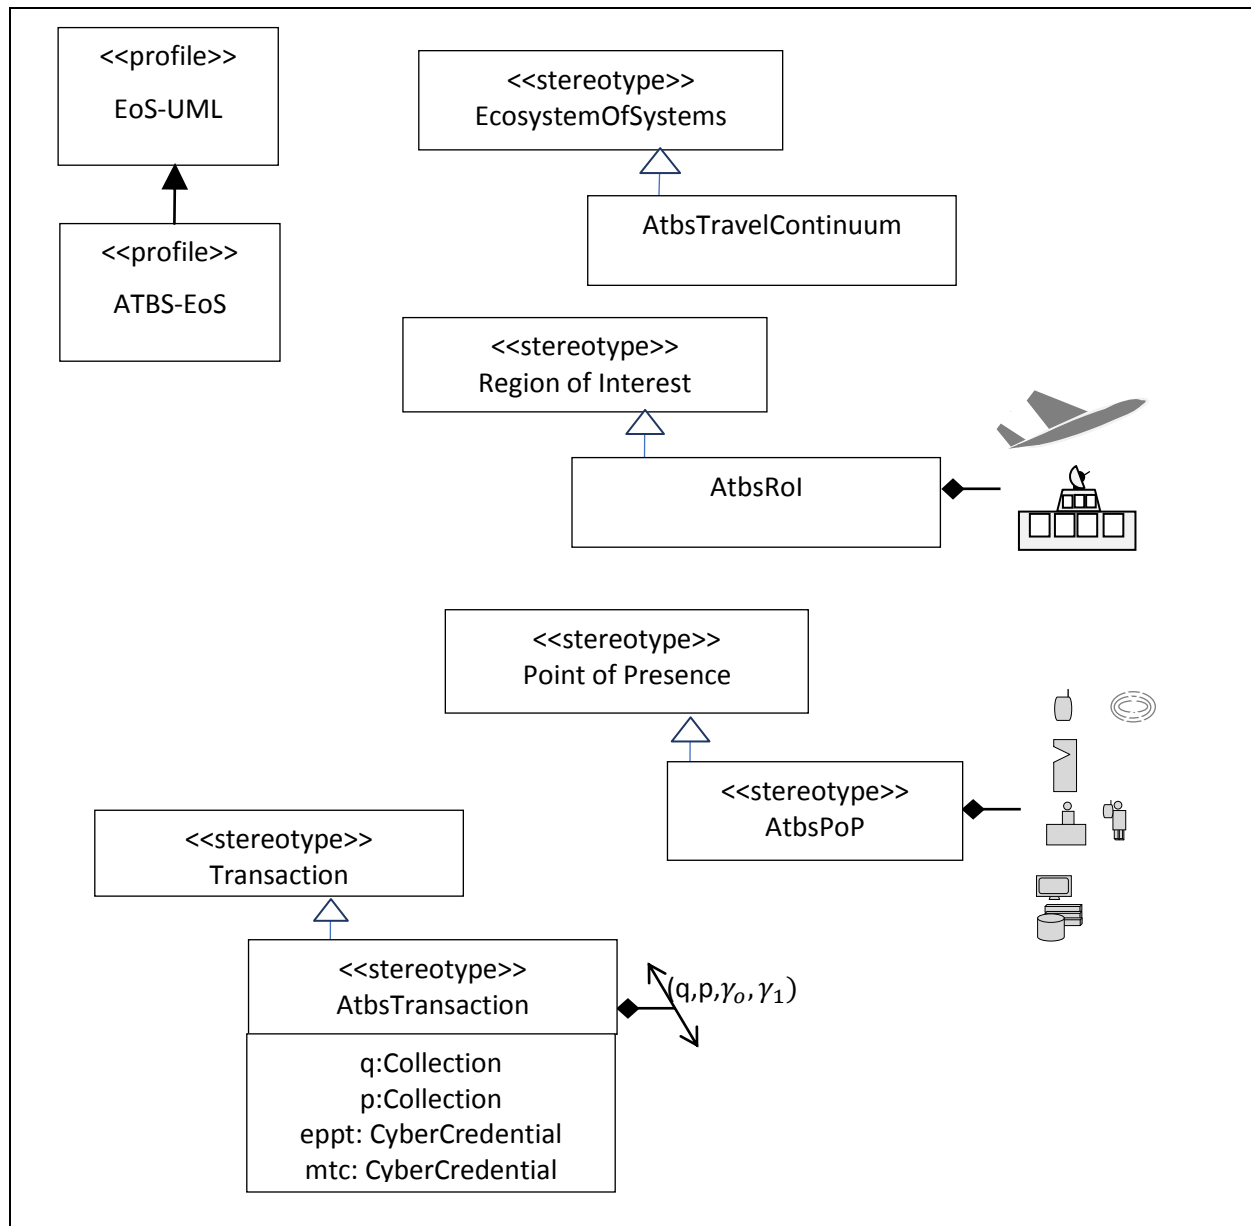 <<profile>>
EoS-UML
<<profile>>
ATBS-EoS
<<stereotype>>
EcosystemOfSystems
AtbsTravelContinuum
<<stereotype>>
Region of Interest
AtbsRoI
<<stereotype>>
Point of Presence
<<stereotype>>
AtbsPoP
<<stereotype>>
Transaction
<<stereotype>>
AtbsTransaction
(q,p,γₒ, γ₁)
q:Collection
p:Collection
eppt: CyberCredential
mtc: CyberCredential